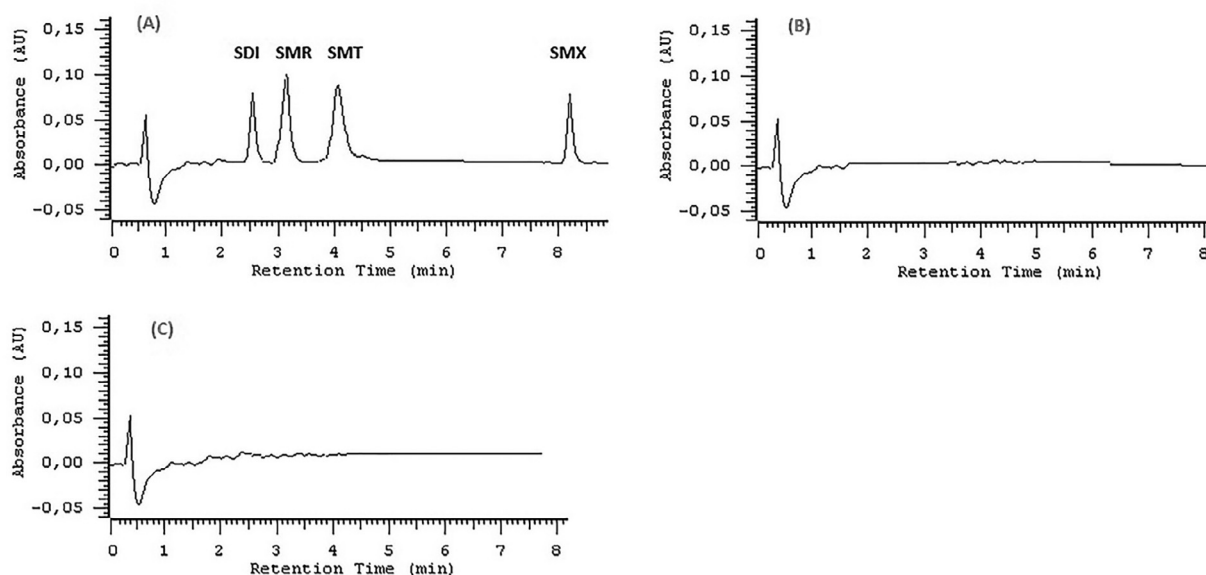 (A)
Absorbance (AU)
0,15
0,10
0,05
0,00
-0,05
SDI SMR SMT SMX
0 1 2 3 4 5 6 7 8
Retention Time (min)
(B)
Absorbance (AU)
0,15
0,10
0,05
0,00
-0,05
0 1 2 3 4 5 6 7 8
Retention Time (min)
(C)
Absorbance (AU)
0,15
0,10
0,05
0,00
-0,05
0 1 2 3 4 5 6 7 8
Retention Time (min)